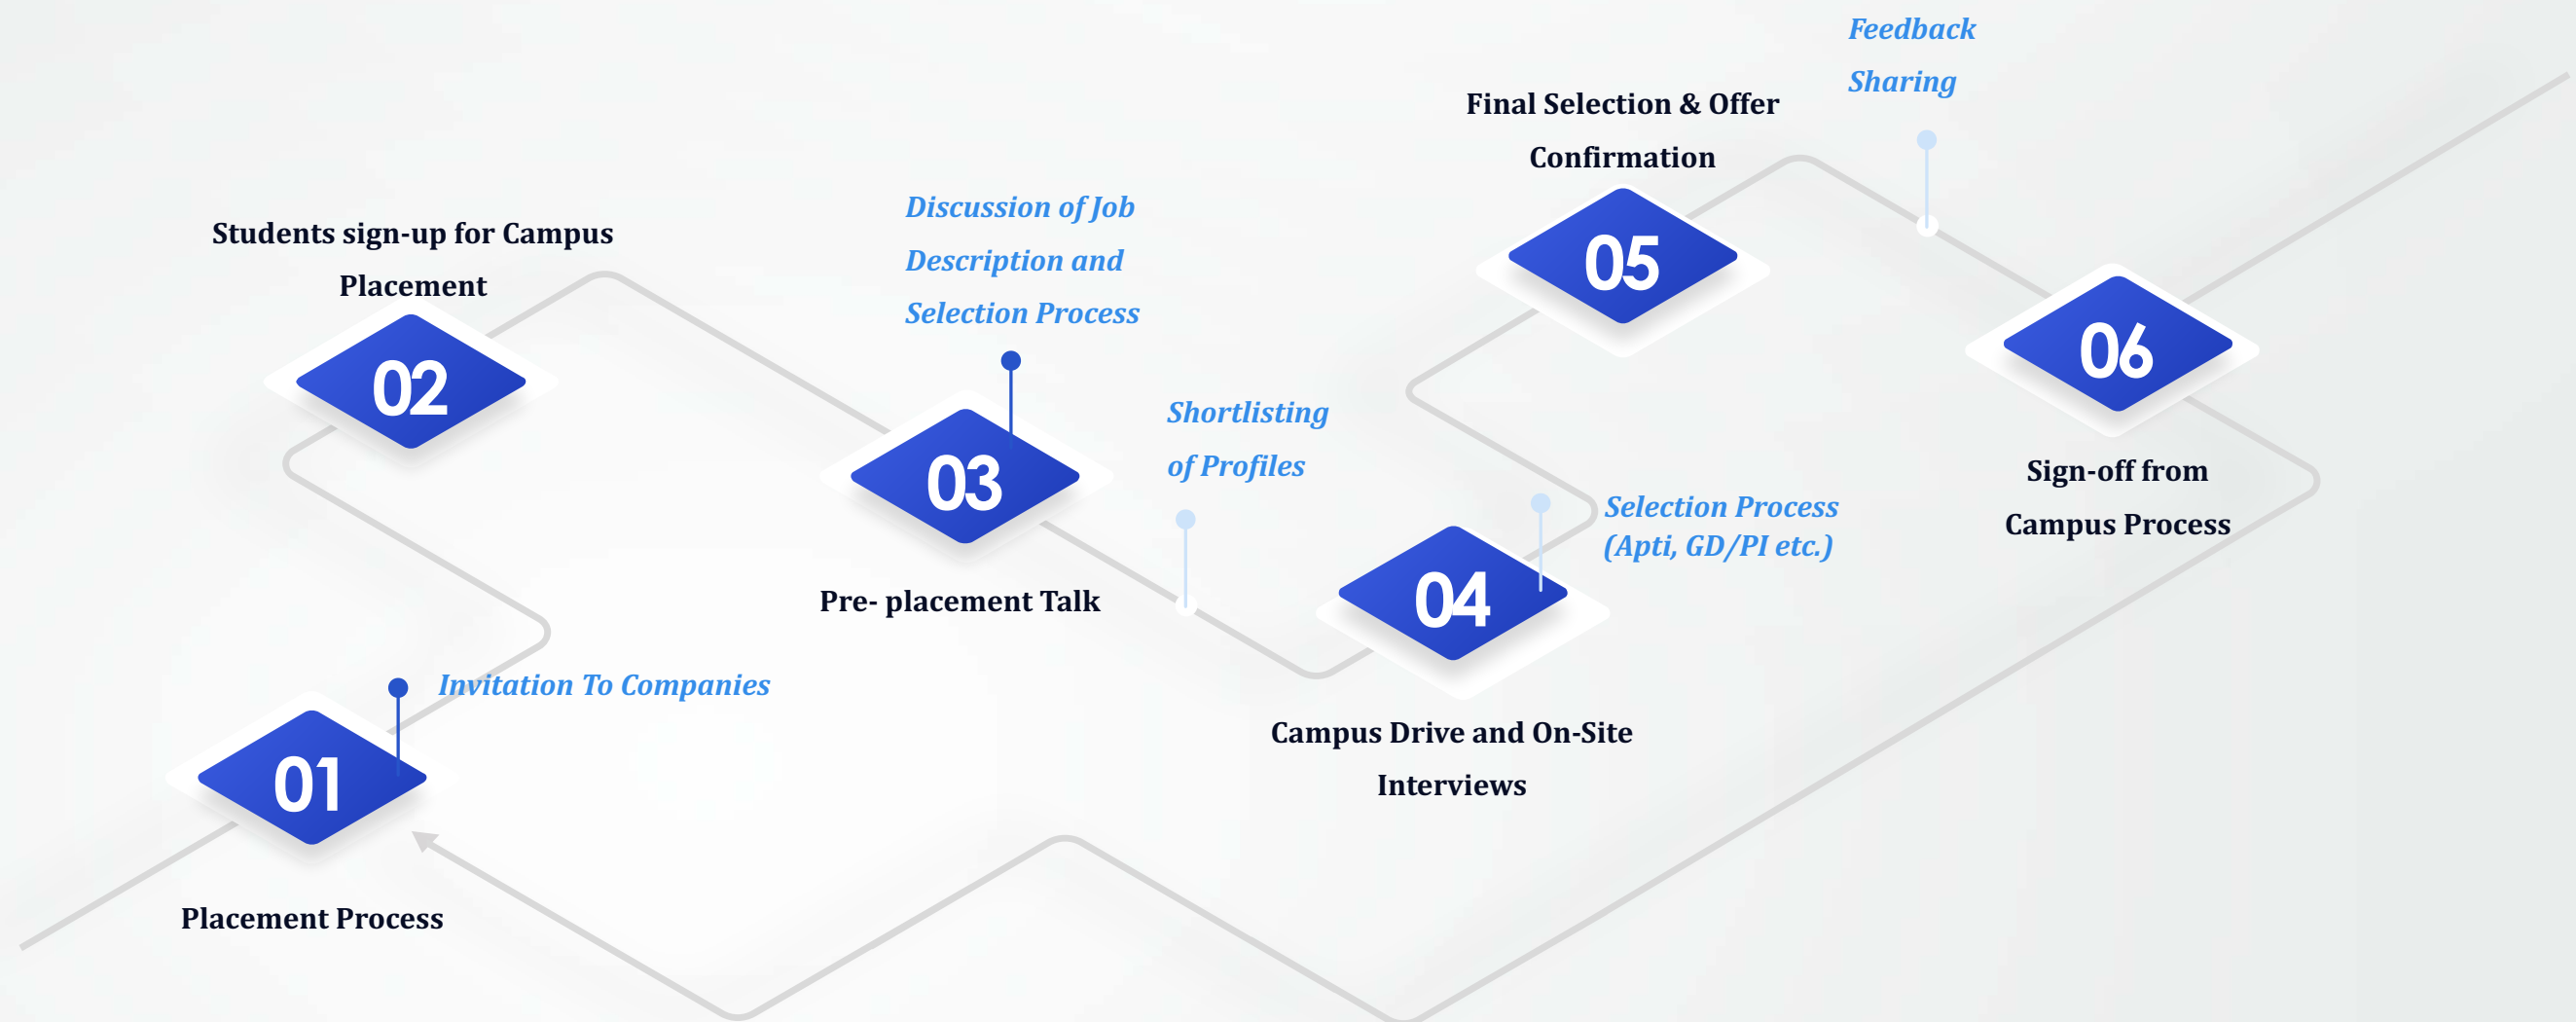 01
Invitation To Companies
Placement Process
Students sign-up for Campus
Placement
02
Discussion of Job
Description and
Selection Process
03
Pre- placement Talk
Shortlisting
of Profiles
04
Selection Process
(Apti, GD/PI etc.)
Campus Drive and On-Site
Interviews
Final Selection & Offer
Confirmation
05
Feedback
Sharing
06
Sign-off from
Campus Process